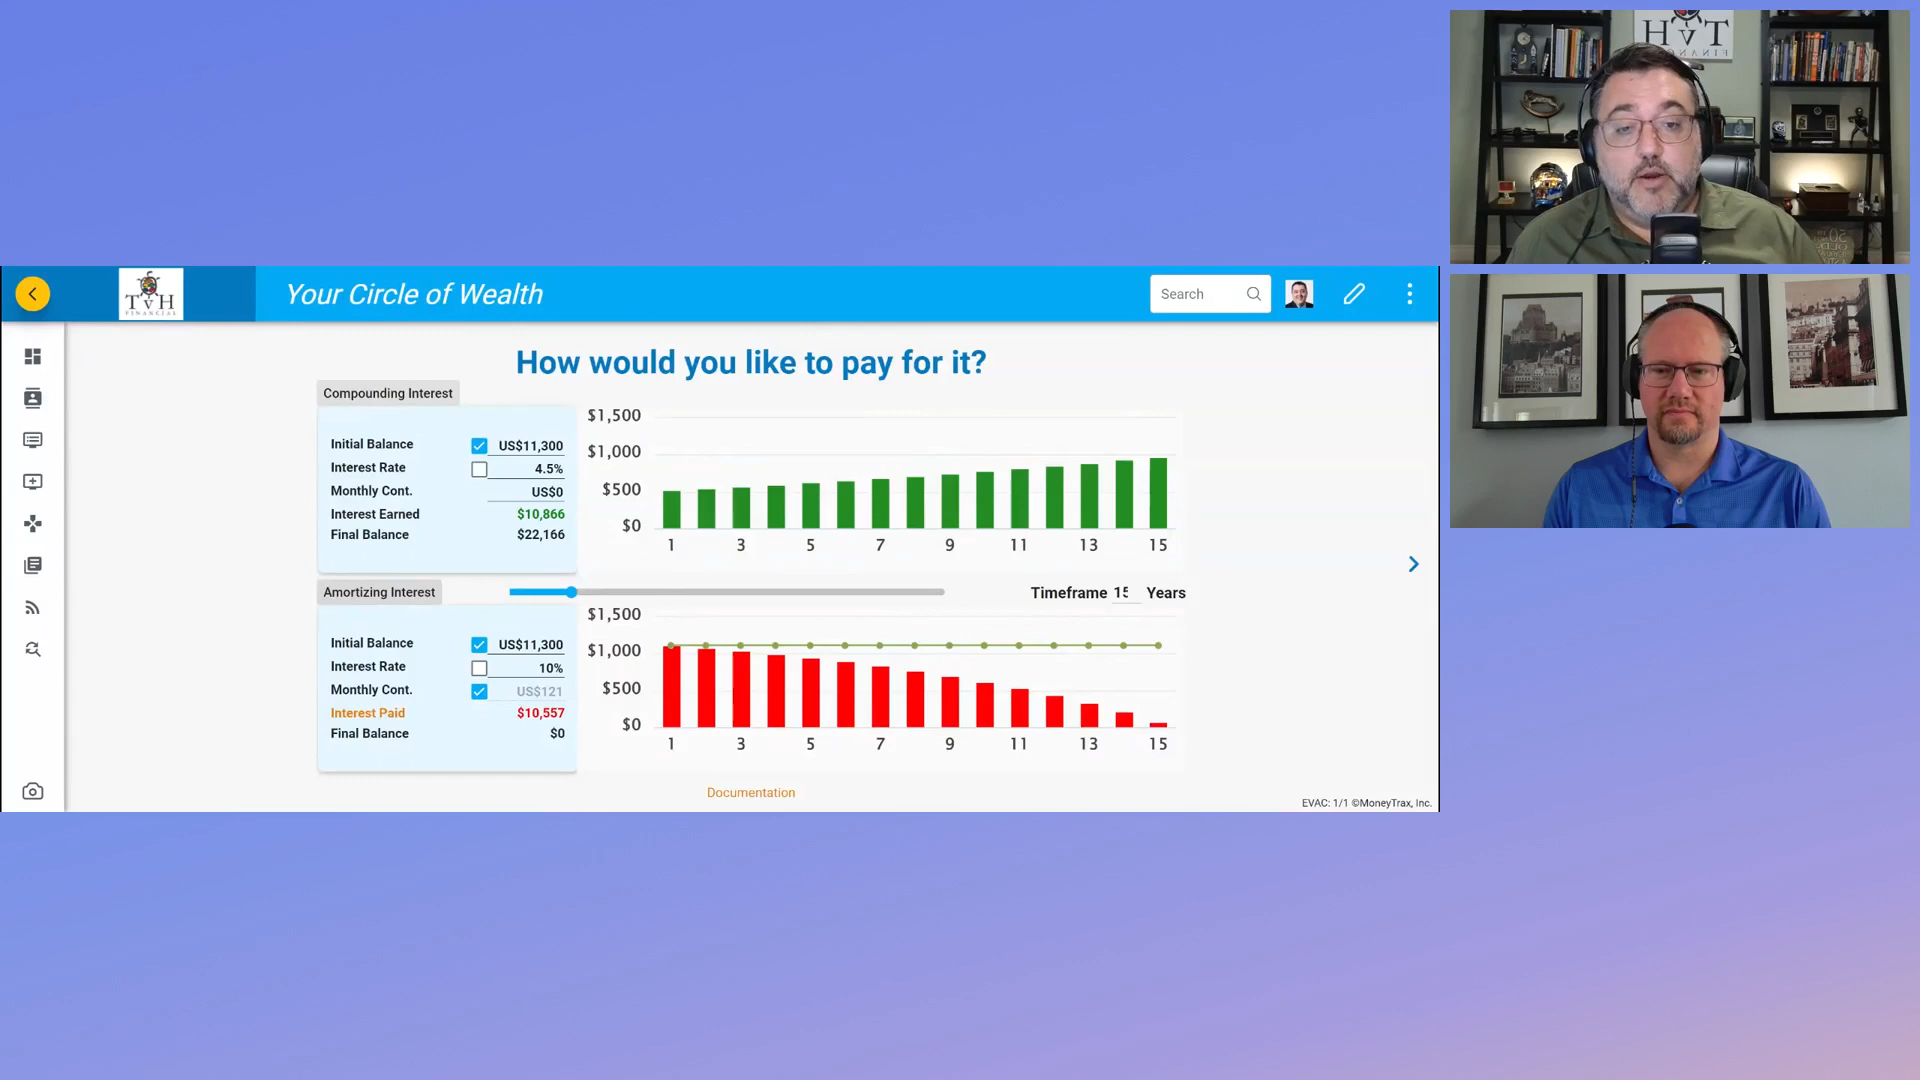 TvH
FINANCIAL
Your Circle of Wealth
Search
How would you like to pay for it?
Compounding Interest
Initial Balance US$11,300
Interest Rate 4.5%
Monthly Cont. US$0
Interest Earned $10,866
Final Balance $22,166
$1,500
$1,000
$500
$0
1 3 5 7 9 11 13 15
Amortizing Interest
Timeframe 15 Years
Initial Balance US$11,300
Interest Rate 10%
Monthly Cont. US$121
Interest Paid $10,557
Final Balance $0
$1,500
$1,000
$500
$0
1 3 5 7 9 11 13 15
Documentation
EVAC: 1/1 ©MoneyTrax, Inc.